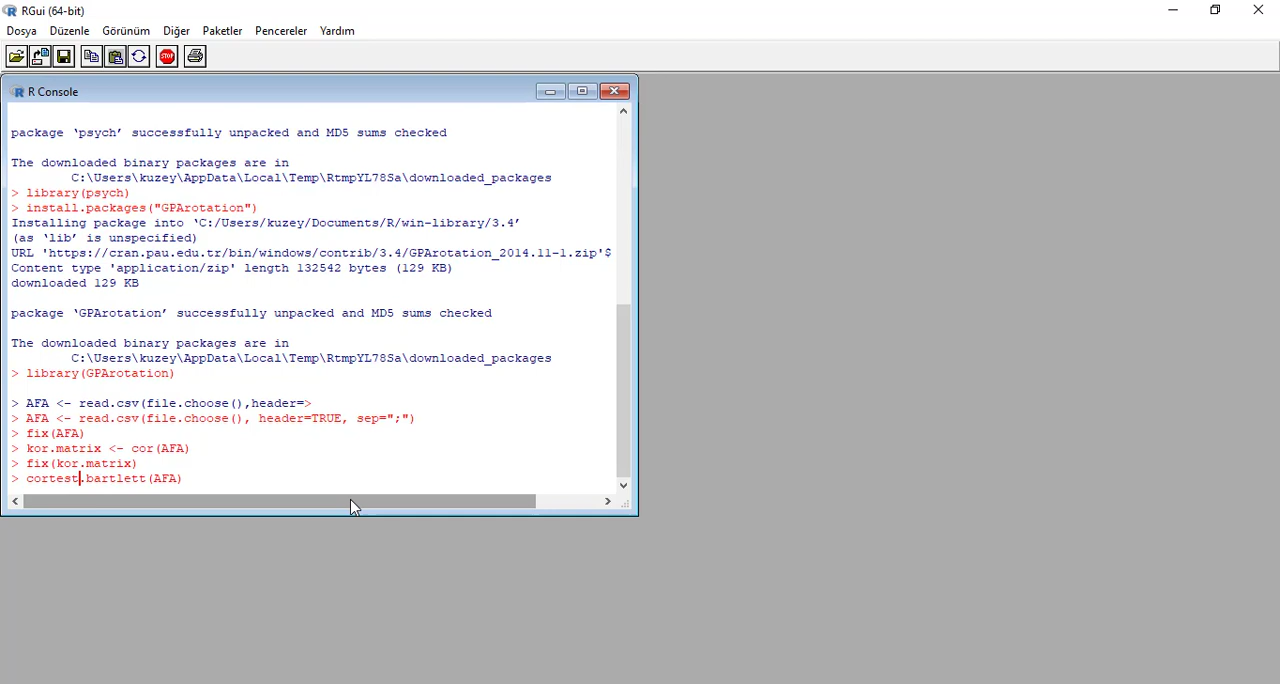 RGui (64-bit)
Dosya Düzenle Görünüm Diğer Paketler Pencereler Yardım
STOP
R Console
package ‘psych’ successfully unpacked and MD5 sums checked
The downloaded binary packages are in
C:\Users\kuzey\AppData\Local\Temp\RtmpYL78Sa\downloaded_packages
> library(psych)
> install.packages("GPArotation")
Installing package into ‘C:/Users/kuzey/Documents/R/win-library/3.4’
(as ‘lib’ is unspecified)
URL 'https://cran.pau.edu.tr/bin/windows/contrib/3.4/GPArotation_2014.11-1.zip'$
Content type 'application/zip' length 132542 bytes (129 KB)
downloaded 129 KB
package ‘GPArotation’ successfully unpacked and MD5 sums checked
The downloaded binary packages are in
C:\Users\kuzey\AppData\Local\Temp\RtmpYL78Sa\downloaded_packages
> library(GPArotation)
> AFA <- read.csv(file.choose(),header=>
> AFA <- read.csv(file.choose(), header=TRUE, sep=";")
> fix(AFA)
> kor.matrix <- cor(AFA)
> fix(kor.matrix)
> cortest.bartlett(AFA)